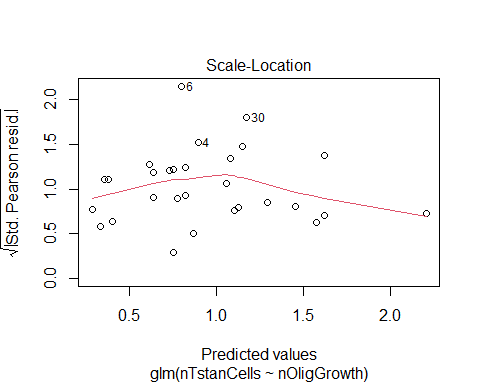 Scale-Location
√|Std. Pearson resid.|
2.0
1.5
1.0
0.5
0.0
6
30
4
0.5 1.0 1.5 2.0
Predicted values
glm(nTstanCells ~ nOligGrowth)